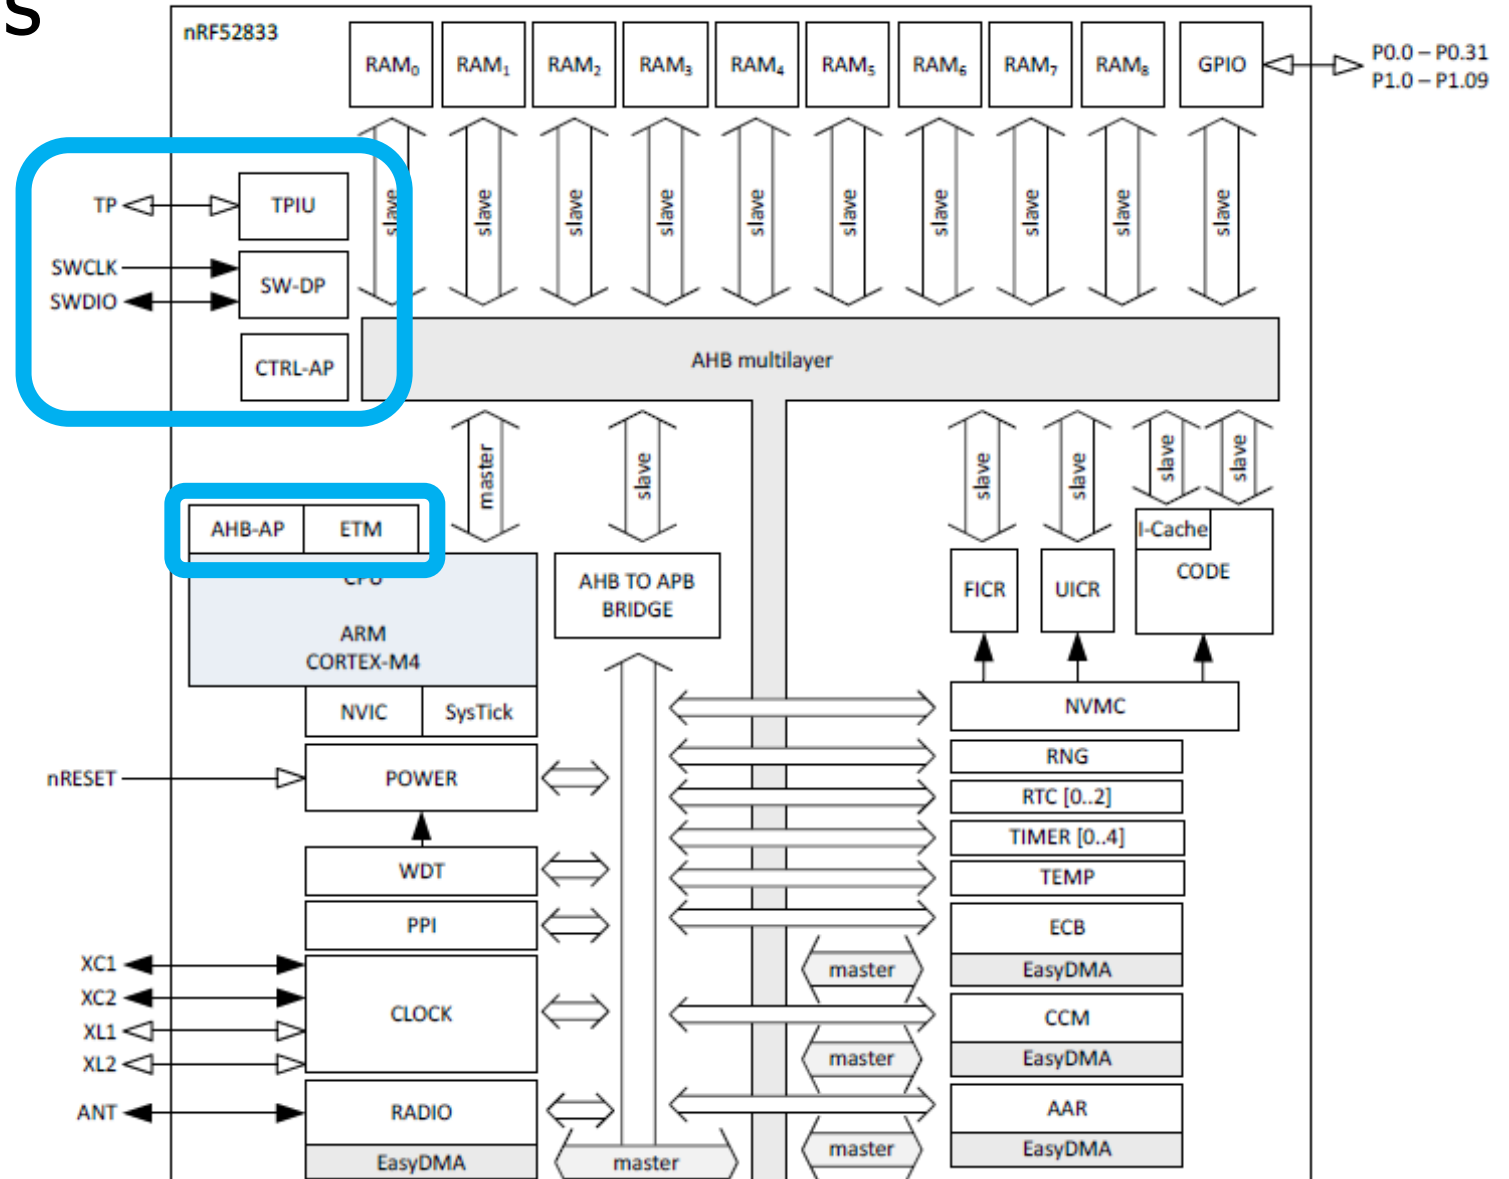 s
nRF52833
RAM₀ RAM₁ RAM₂ RAM₃ RAM₄ RAM₅ RAM₆ RAM₇ RAM₈ GPIO
P0.0 – P0.31
P1.0 – P1.09
slave slave slave slave slave slave slave slave slave slave
TP
TPIU
SWCLK
SWDIO
SW-DP
CTRL-AP
AHB multilayer
master
slave
slave
slave
slave
slave
AHB-AP
ETM
CPU
ARM
CORTEX-M4
NVIC
SysTick
AHB TO APB
BRIDGE
FICR
UICR
I-Cache
CODE
NVMC
nRESET
POWER
WDT
PPI
XC1
XC2
XL1
XL2
CLOCK
ANT
RADIO
EasyDMA
master
RNG
RTC [0..2]
TIMER [0..4]
TEMP
ECB
master
EasyDMA
CCM
master
EasyDMA
AAR
master
EasyDMA